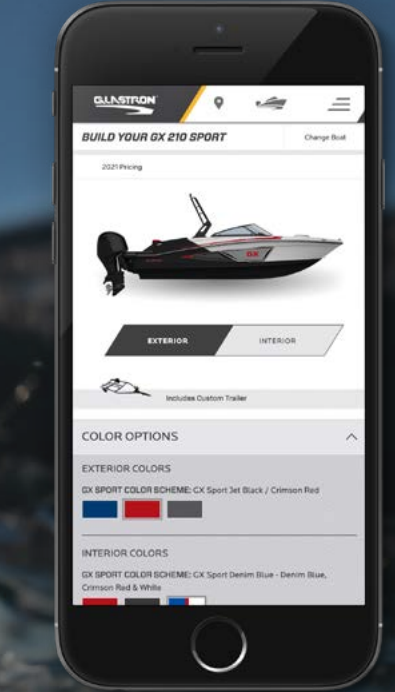 GLASTRON
BUILD YOUR GX 210 SPORT
Change Boat
2021 Pricing
GX
EXTERIOR
INTERIOR
Includes Custom Trailer
COLOR OPTIONS
EXTERIOR COLORS
GX SPORT COLOR SCHEME: GX Sport Jet Black / Crimson Red
INTERIOR COLORS
GX SPORT COLOR SCHEME: GX Sport Denim Blue - Denim Blue,
Crimson Red & White